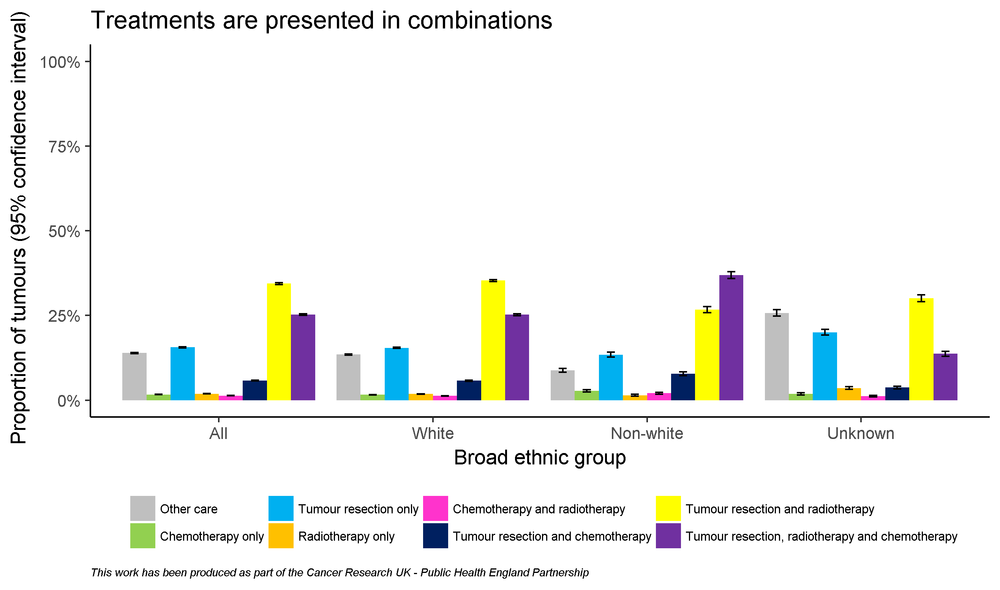 Treatments are presented in combinations
Proportion of tumours (95% confidence interval)
100%
75%
50%
25%
0%
All
White
Non-white
Unknown
Broad ethnic group
Other care
Tumour resection only
Chemotherapy and radiotherapy
Tumour resection and radiotherapy
Chemotherapy only
Radiotherapy only
Tumour resection and chemotherapy
Tumour resection, radiotherapy and chemotherapy
This work has been produced as part of the Cancer Research UK - Public Health England Partnership